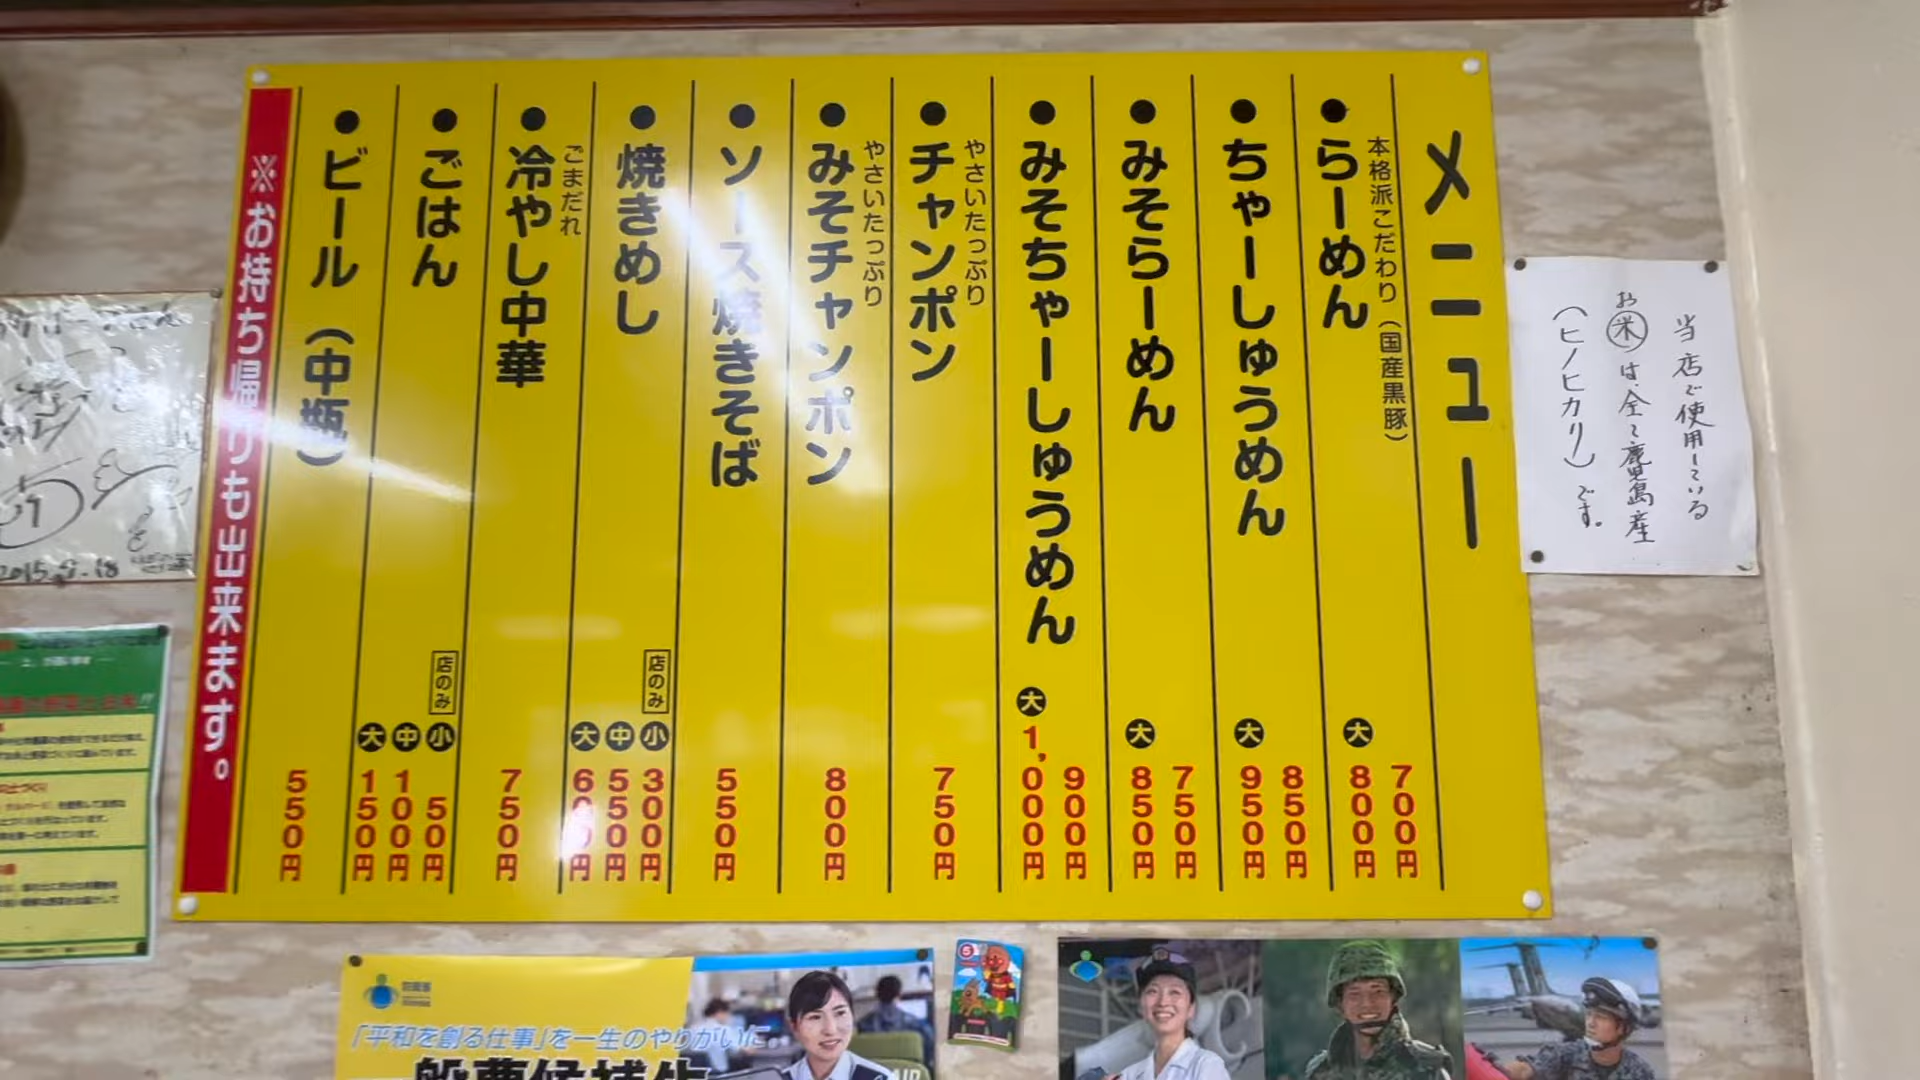 メニュー
本格派こだわり（国産黒豚）
●らーめん
700円
大 800円
●ちゃーしゅうめん
850円
大 950円
●みそらーめん
750円
大 850円
●みそちゃーしゅうめん
900円
大 1,000円
やさいたっぷり
●チャンポン
750円
やさいたっぷり
●みそチャンポン
800円
●ソース焼きそば
550円
●焼きめし
店のみ
小 300円
中 550円
大 600円
ごまだれ
●冷やし中華
750円
●ごはん
店のみ
小 50円
中 100円
大 150円
●ビール（中瓶）
550円
※お持ち帰りも出来ます。
当店で使用している
お米は全て鹿児島産
（ヒノヒカリ）です。
2015.9.18
「平和を創る仕事」を一生のやりがいに
一般曹候補生